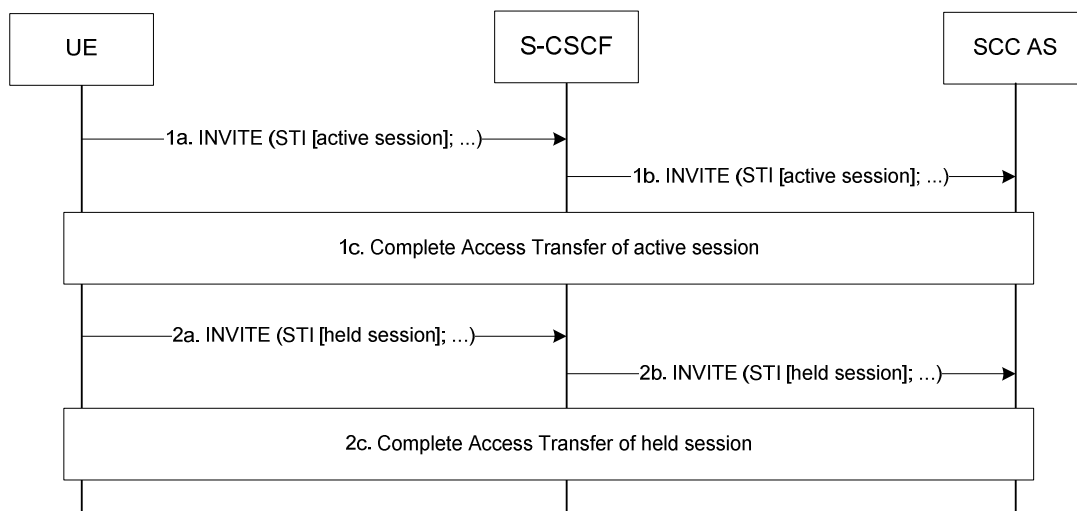 UE
S-CSCF
SCC AS
1a. INVITE (STI [active session]; ...)
1b. INVITE (STI [active session]; ...)
1c. Complete Access Transfer of active session
2a. INVITE (STI [held session]; ...)
2b. INVITE (STI [held session]; ...)
2c. Complete Access Transfer of held session